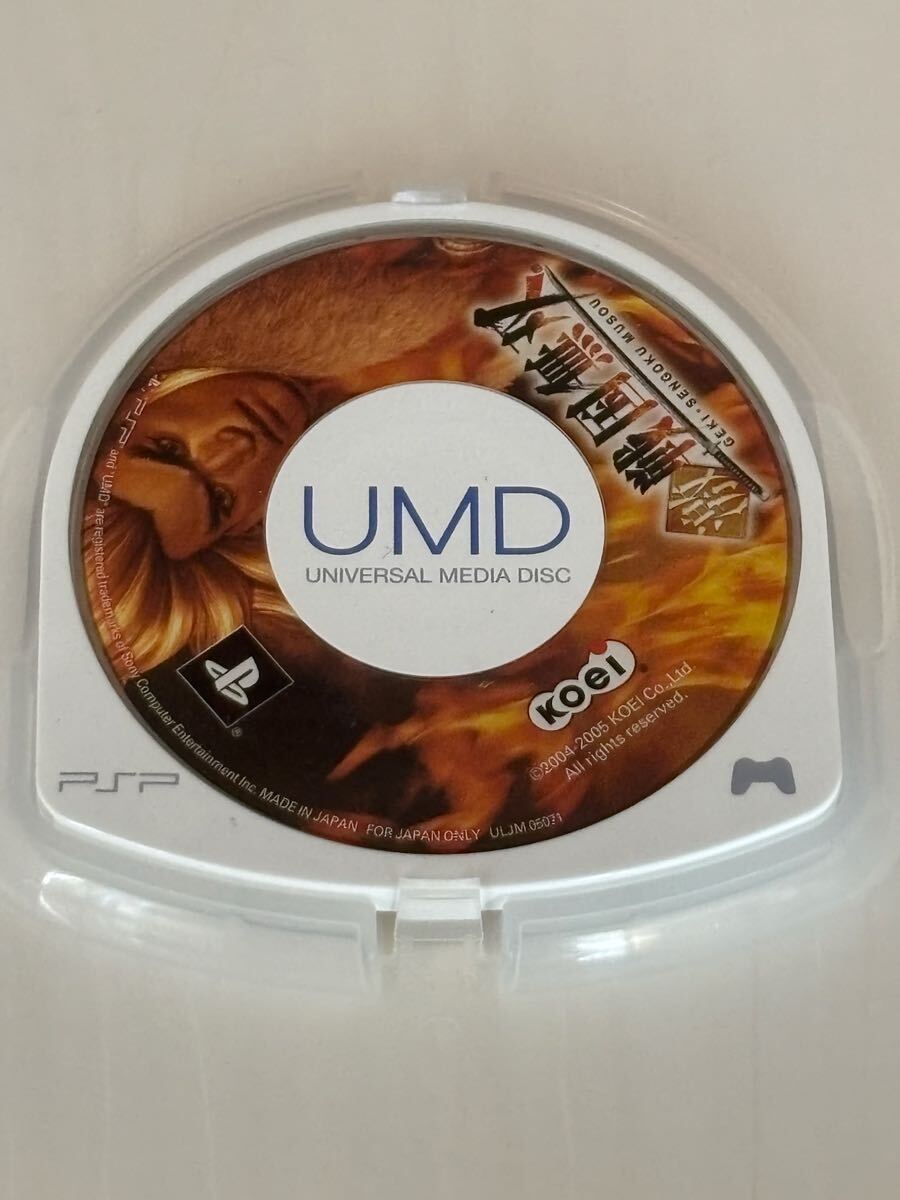 激
戦国無双
GEKI・SENGOKU MUSOU
UMD
UNIVERSAL MEDIA DISC
KOEI
©2004-2005 KOEI Co.,Ltd.
All rights reserved.
PSP
"PSP" and "UMD" are registered trademarks of Sony Computer Entertainment Inc. MADE IN JAPAN FOR JAPAN ONLY ULJM 05031